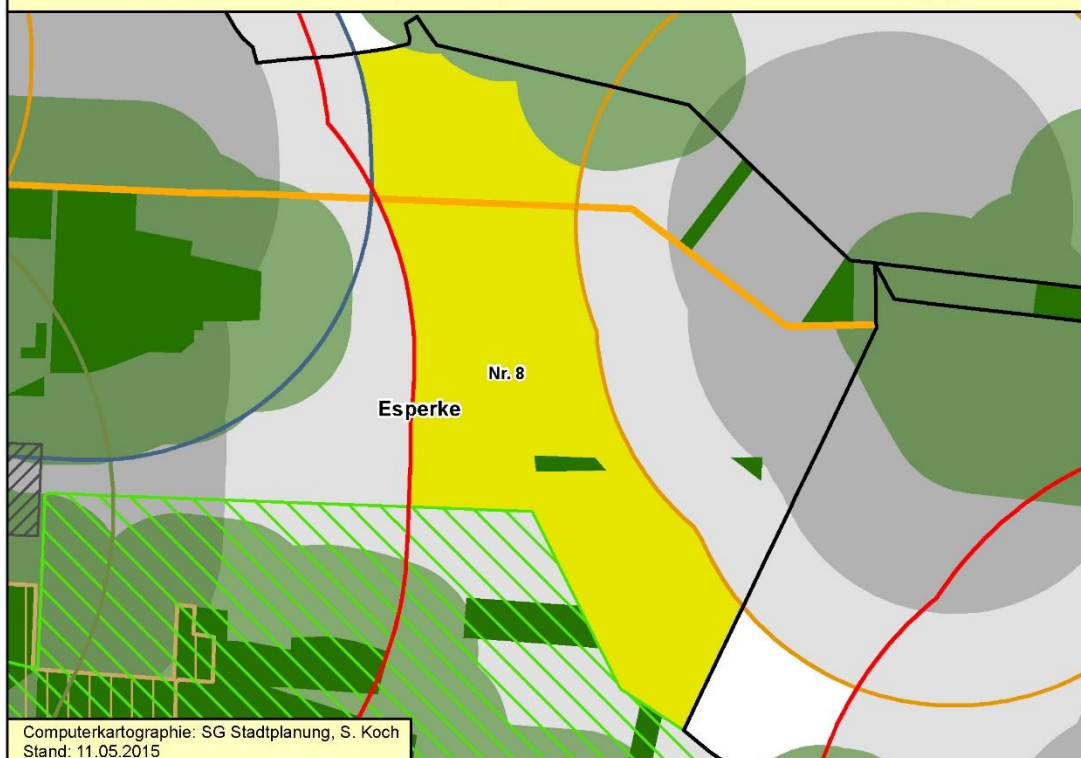 Nr. 8
Esperke
Computerkartographie: SG Stadtplanung, S. Koch
Stand: 11.05.2015